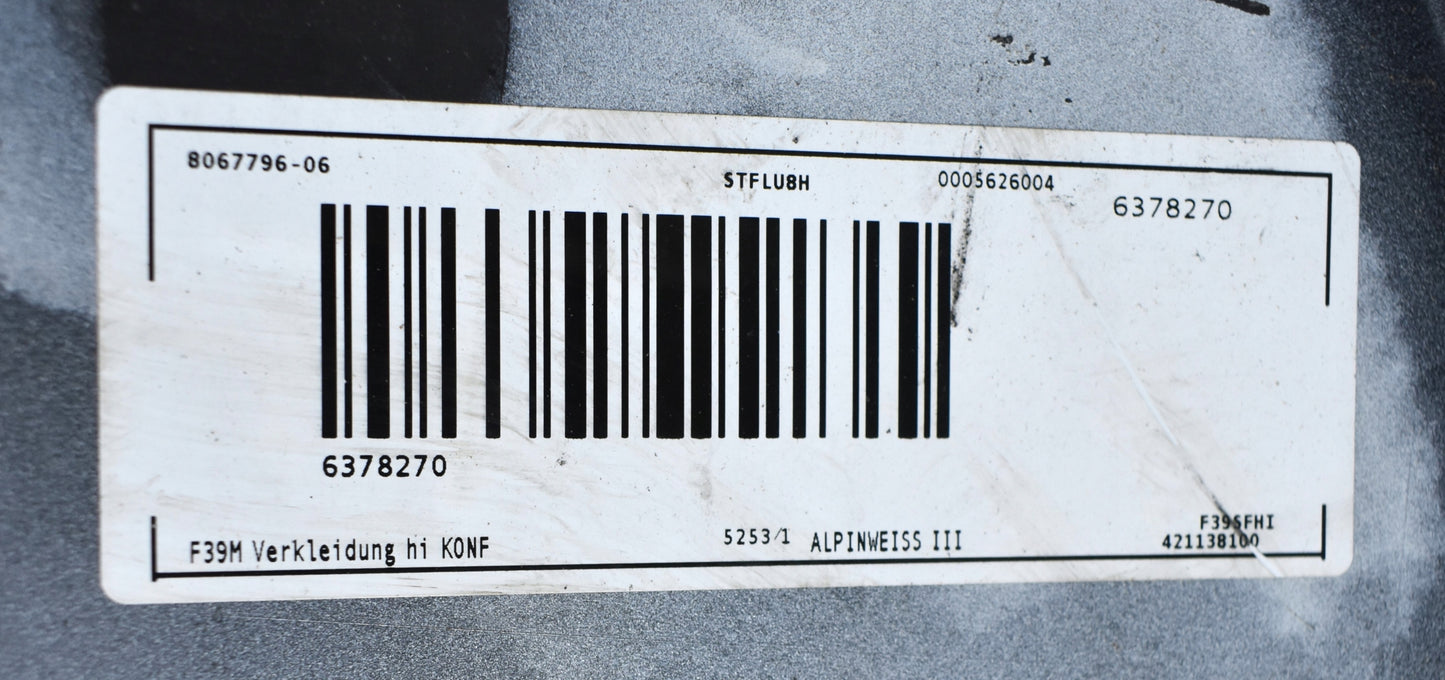 8067796-06
STFLU8H
0005626004
6378270
6378270
F39M Verkleidung hi KONF
5253/1 ALPINWEISS III
F39SFHI
421138100